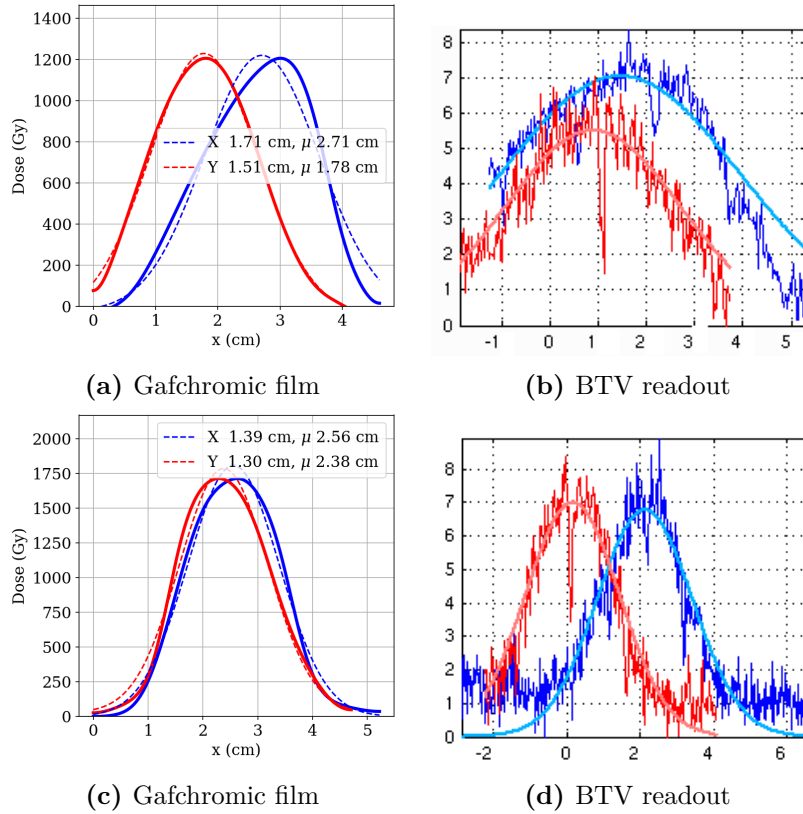 1400
1200
1000
800
600
400
200
0
Dose (Gy)
X 1.71 cm, μ 2.71 cm
Y 1.51 cm, μ 1.78 cm
0 1 2 3 4
x (cm)
(a) Gafchromic film
8
7
6
5
4
3
2
1
0
-1 0 1 2 3 4 5
(b) BTV readout
2000
1750
1500
1250
1000
750
500
250
0
Dose (Gy)
X 1.39 cm, μ 2.56 cm
Y 1.30 cm, μ 2.38 cm
0 1 2 3 4 5
x (cm)
(c) Gafchromic film
8
7
6
5
4
3
2
1
0
-2 0 2 4 6
(d) BTV readout